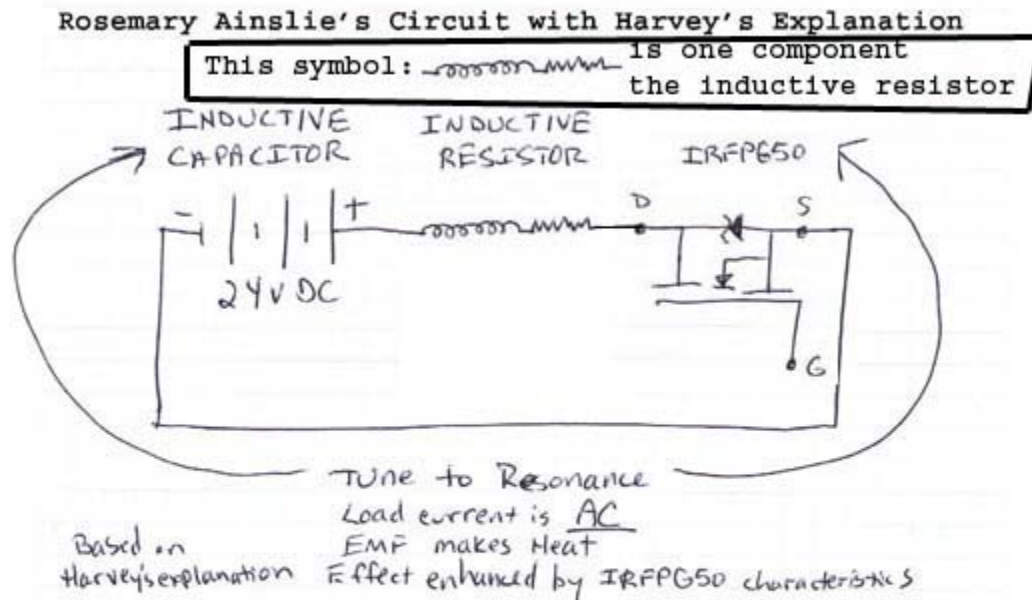 Rosemary Ainslie's Circuit with Harvey's Explanation
This symbol: is one component
the inductive resistor
INDUCTIVE
CAPACITOR
INDUCTIVE
RESISTOR
IRFPG50
-
+
D
S
24V DC
G
Tune to Resonance
Load current is AC
EMF makes Heat
Effect enhanced by IRFPG50 characteristics
Based on
Harvey's explanation